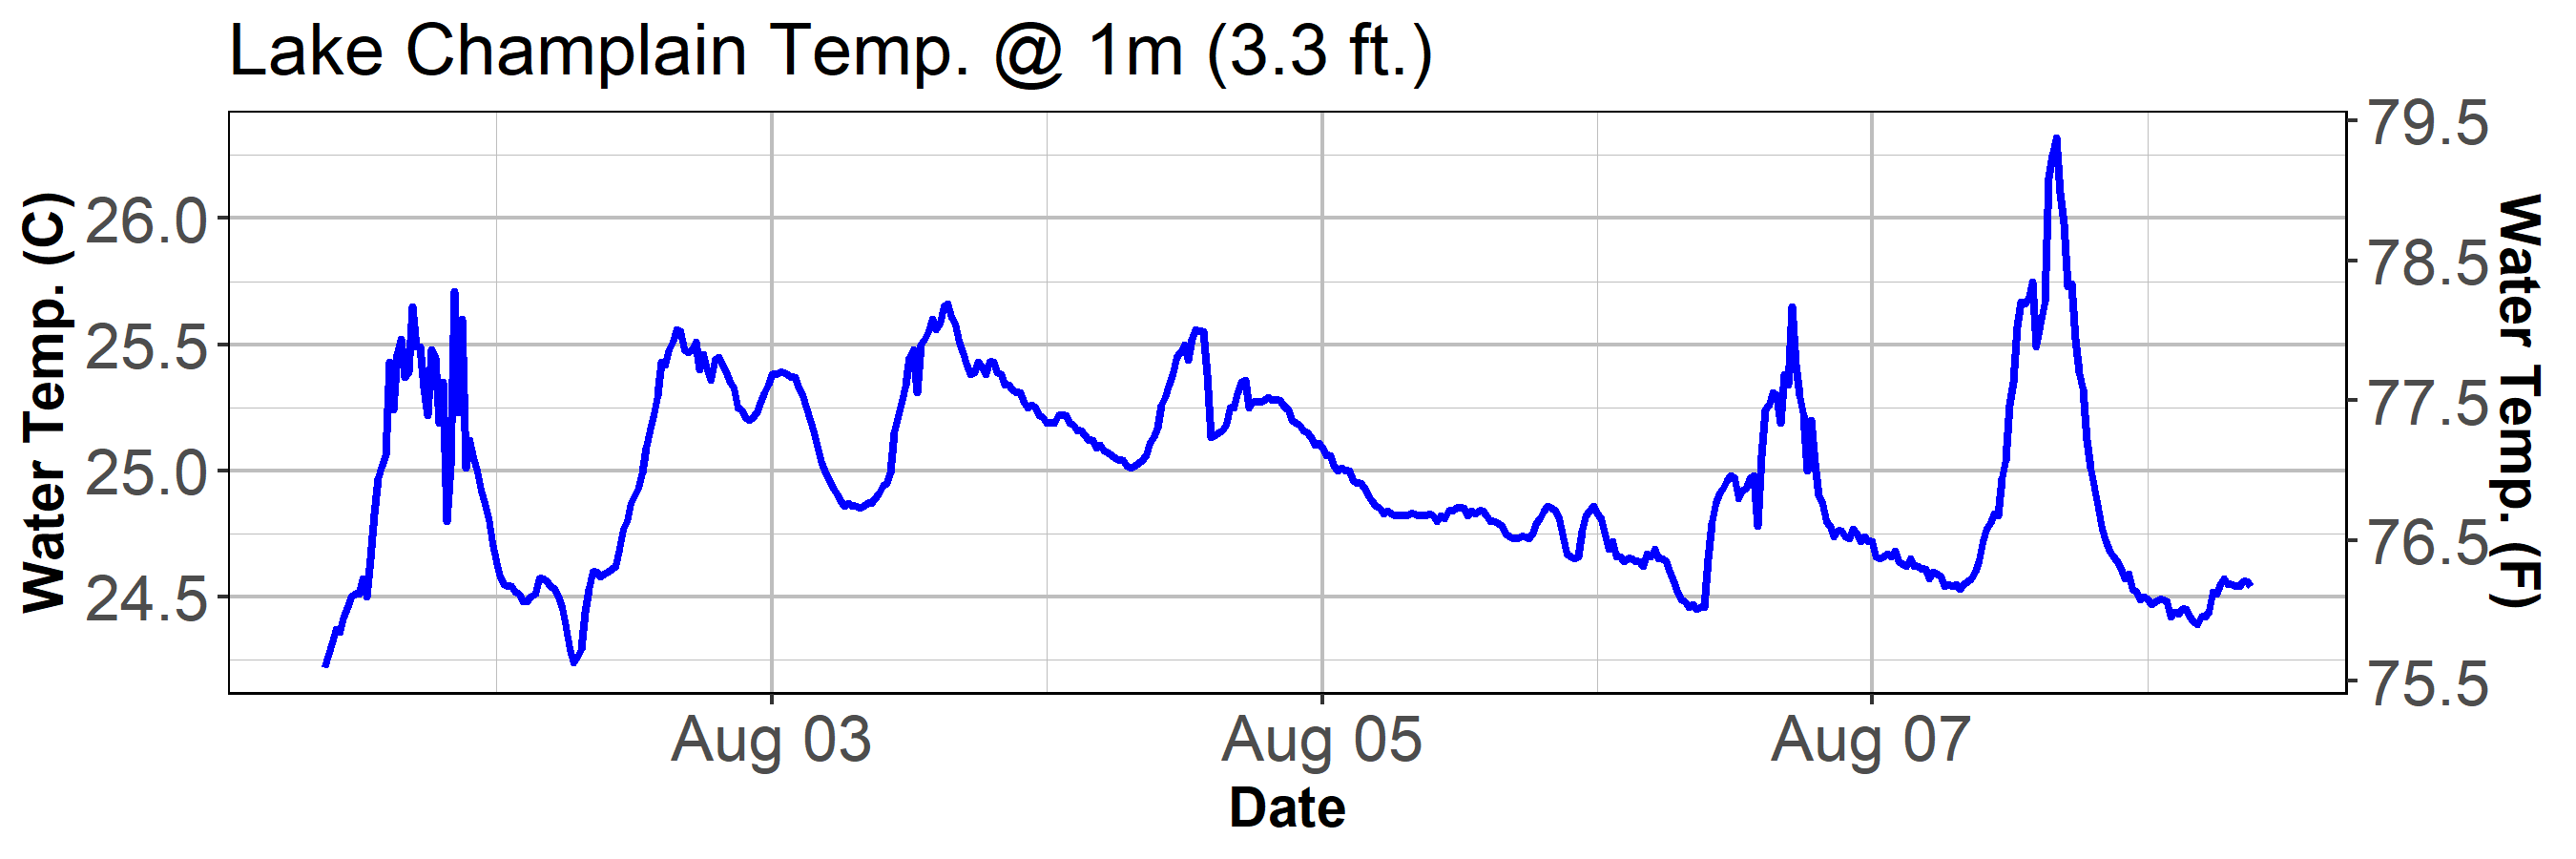 Lake Champlain Temp. @ 1m (3.3 ft.)
Water Temp. (C)
26.0
25.5
25.0
24.5
79.5
78.5
77.5
76.5
75.5
Water Temp. (F)
Aug 03
Aug 05
Aug 07
Date